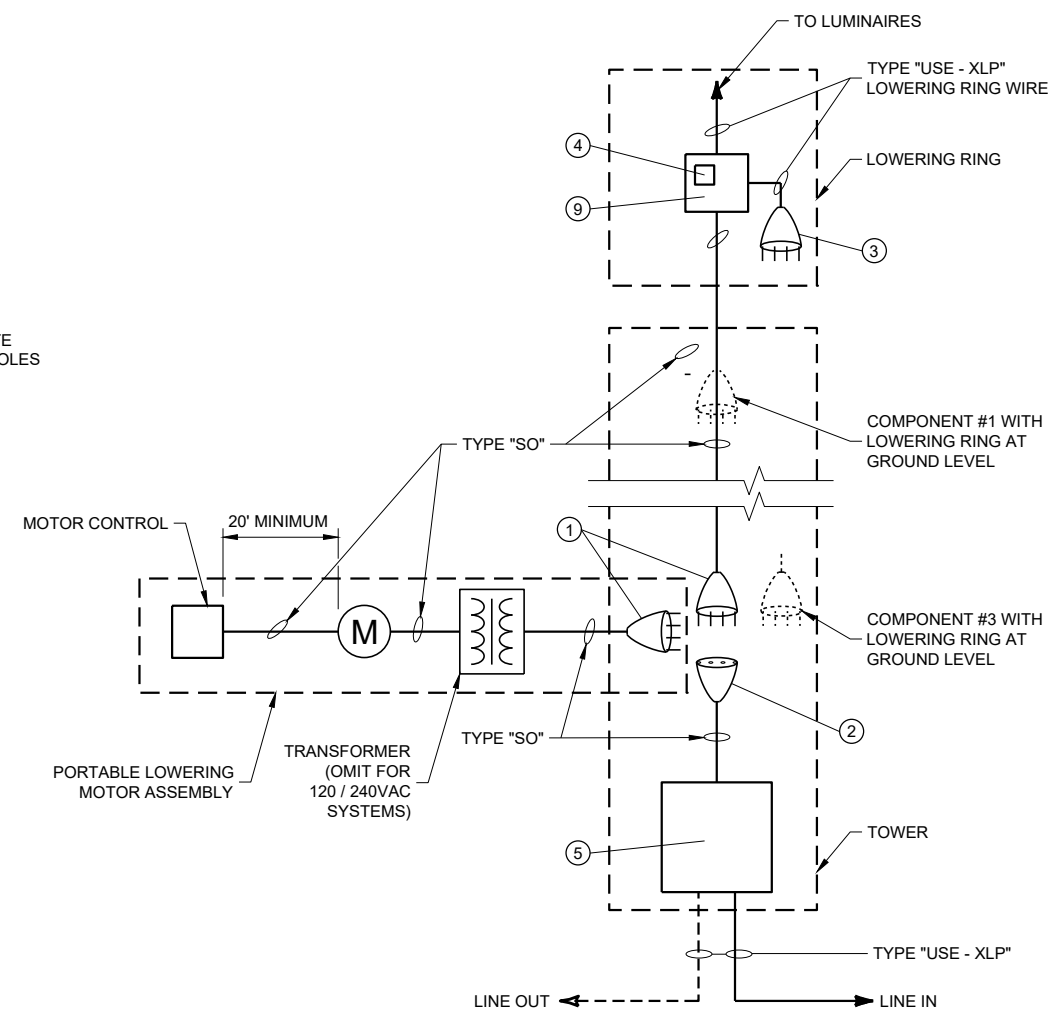 TO LUMINAIRES
TYPE "USE - XLP"
LOWERING RING WIRE
4
LOWERING RING
9
3
TE
OLES
COMPONENT #1 WITH
LOWERING RING AT
GROUND LEVEL
TYPE "SO"
MOTOR CONTROL
20' MINIMUM
1
M
COMPONENT #3 WITH
LOWERING RING AT
GROUND LEVEL
2
TYPE "SO"
TRANSFORMER
(OMIT FOR
120 / 240VAC
SYSTEMS)
PORTABLE LOWERING
MOTOR ASSEMBLY
TOWER
5
TYPE "USE - XLP"
LINE OUT
LINE IN